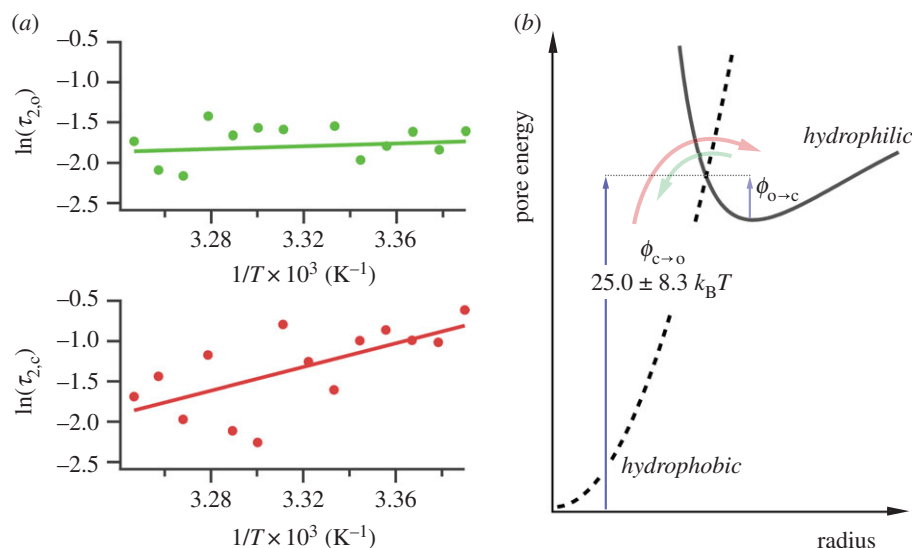 (a)
−0.5
−1.0
−1.5
−2.0
−2.5
ln(τ2,o)
3.28 3.32 3.36
1/T × 10³ (K⁻¹)
−0.5
−1.0
−1.5
−2.0
−2.5
ln(τ2,c)
3.28 3.32 3.36
1/T × 10³ (K⁻¹)
(b)
pore energy
hydrophilic
ϕo→c
ϕc→o
25.0 ± 8.3 kBT
hydrophobic
radius